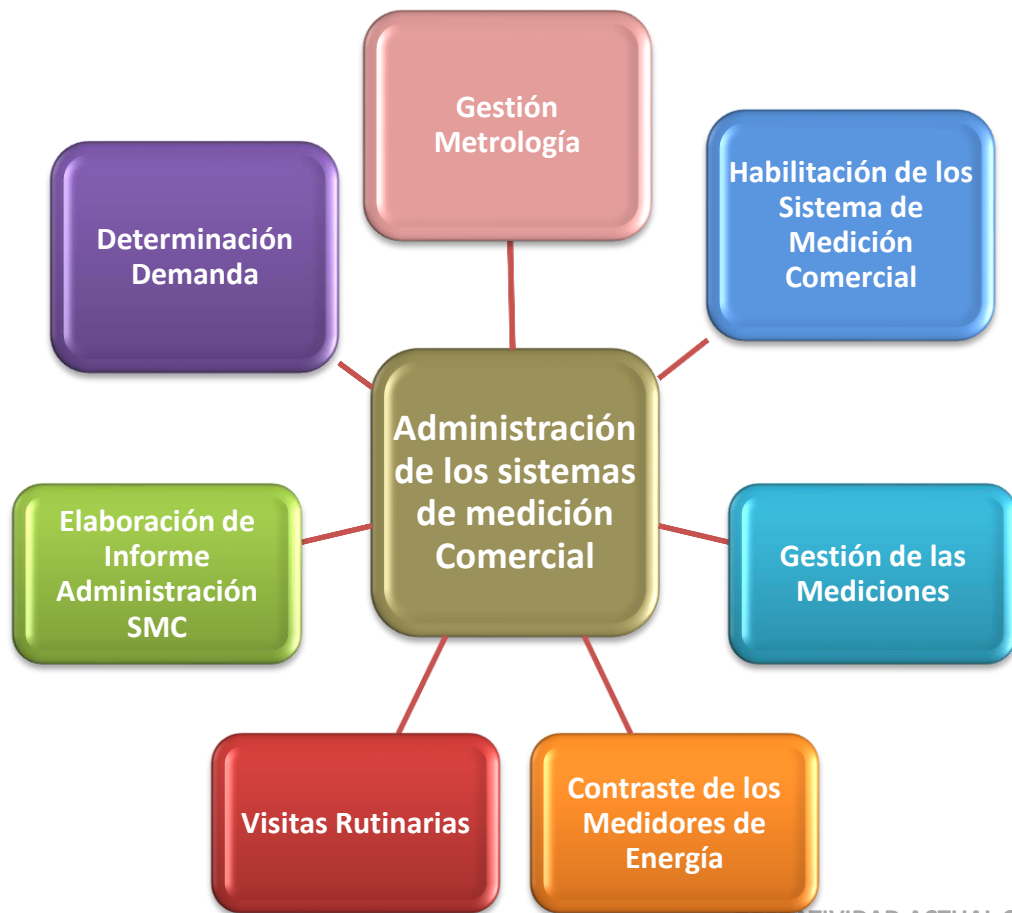 Gestión
Metrología
Habilitación de los
Sistema de
Medición
Comercial
Determinación
Demanda
Administración
de los sistemas
de medición
Comercial
Elaboración de
Informe
Administración
SMC
Gestión de las
Mediciones
Visitas Rutinarias
Contraste de los
Medidores de
Energía
ACTUAL